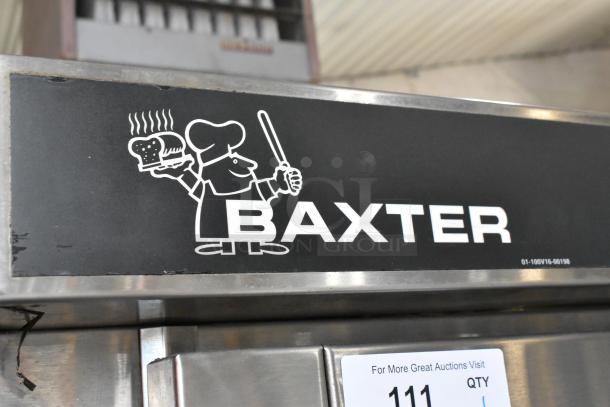 BAXTER
01-100V16-00198
For More Great Auctions Visit
111
QTY